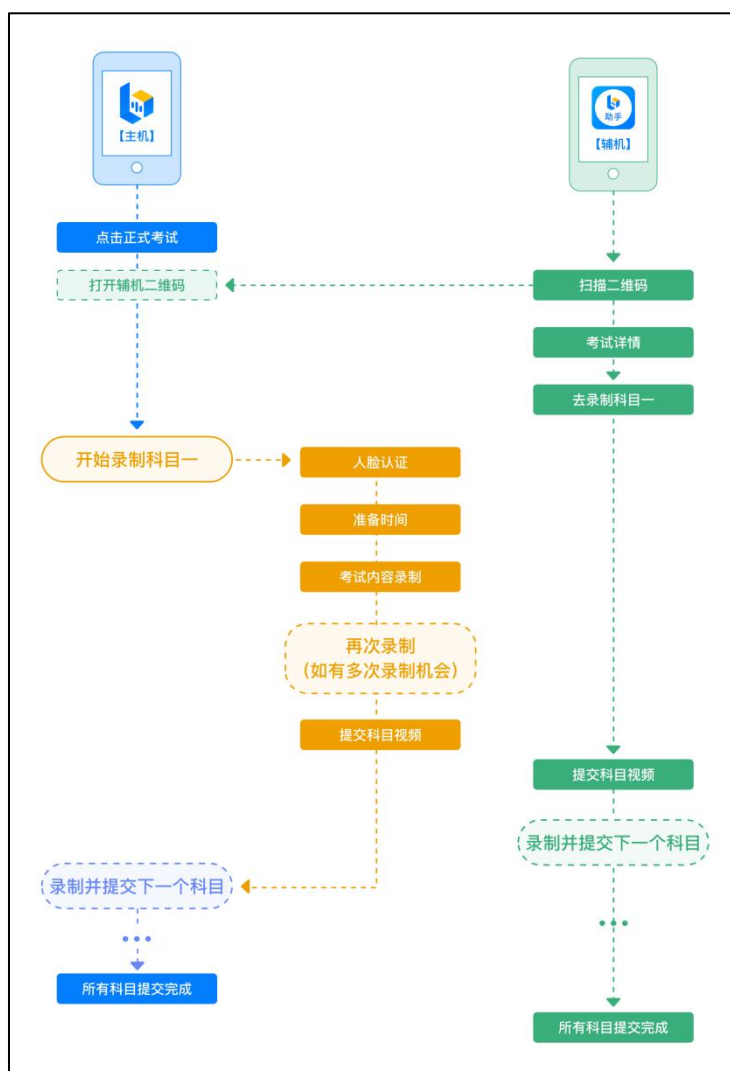 【主机】
助手
【辅机】
点击正式考试
打开辅机二维码
扫描二维码
考试详情
去录制科目一
开始录制科目一
人脸认证
准备时间
考试内容录制
再次录制
（如有多次录制机会）
提交科目视频
提交科目视频
录制并提交下一个科目
录制并提交下一个科目
所有科目提交完成
所有科目提交完成